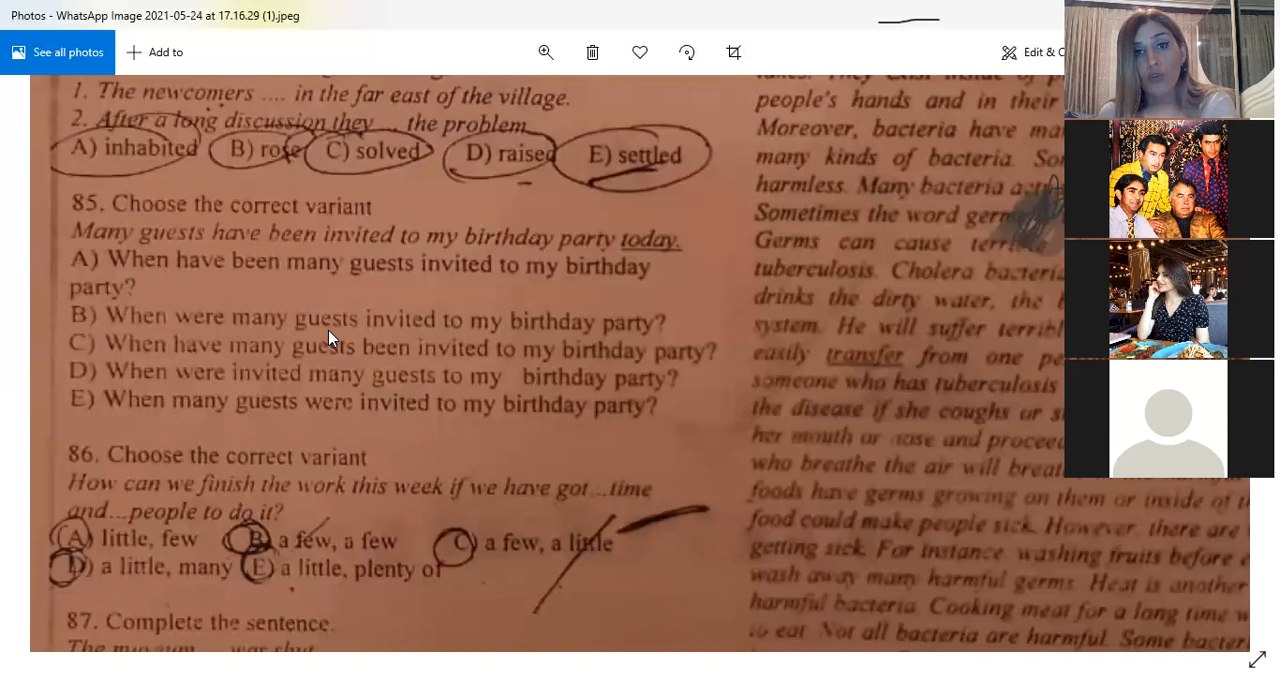 Photos - WhatsApp Image 2021-05-24 at 17.16.29 (1).jpeg
See all photos
Add to
Edit & C
1. The newcomers .... in the far east of the village.
2. After a long discussion they ... the problem
A) inhabited B) rose C) solved D) raised E) settled
85. Choose the correct variant
Many guests have been invited to my birthday party today.
A) When have been many guests invited to my birthday
party?
B) When were many guests invited to my birthday party?
C) When have many guests been invited to my birthday party?
D) When were invited many guests to my birthday party?
E) When many guests were invited to my birthday party?
86. Choose the correct variant
How can we finish the work this week if we have got...time
and...people to do it?
A) little, few B) a few, a few C) a few, a little
D) a little, many E) a little, plenty of
87. Complete the sentence.
people's hands and in their
Moreover, bacteria have ma
many kinds of bacteria. So
harmless. Many bacteria act
Sometimes the word germ
Germs can cause terri
tuberculosis. Cholera bacteria
drinks the dirty water, the b
system. He will suffer terribl
easily transfer from one pe
someone who has tuberculosis
the disease if she coughs or s
her mouth or nose and proceed
who breathe the air will breat
foods have germs growing on them or inside of t
food could make people sick. However, there are
getting sick. For instance washing fruits before e
wash away many harmful germs. Heat is another
harmful bacteria. Cooking meat for a long time w
to eat. Not all bacteria are harmful. Some bacter